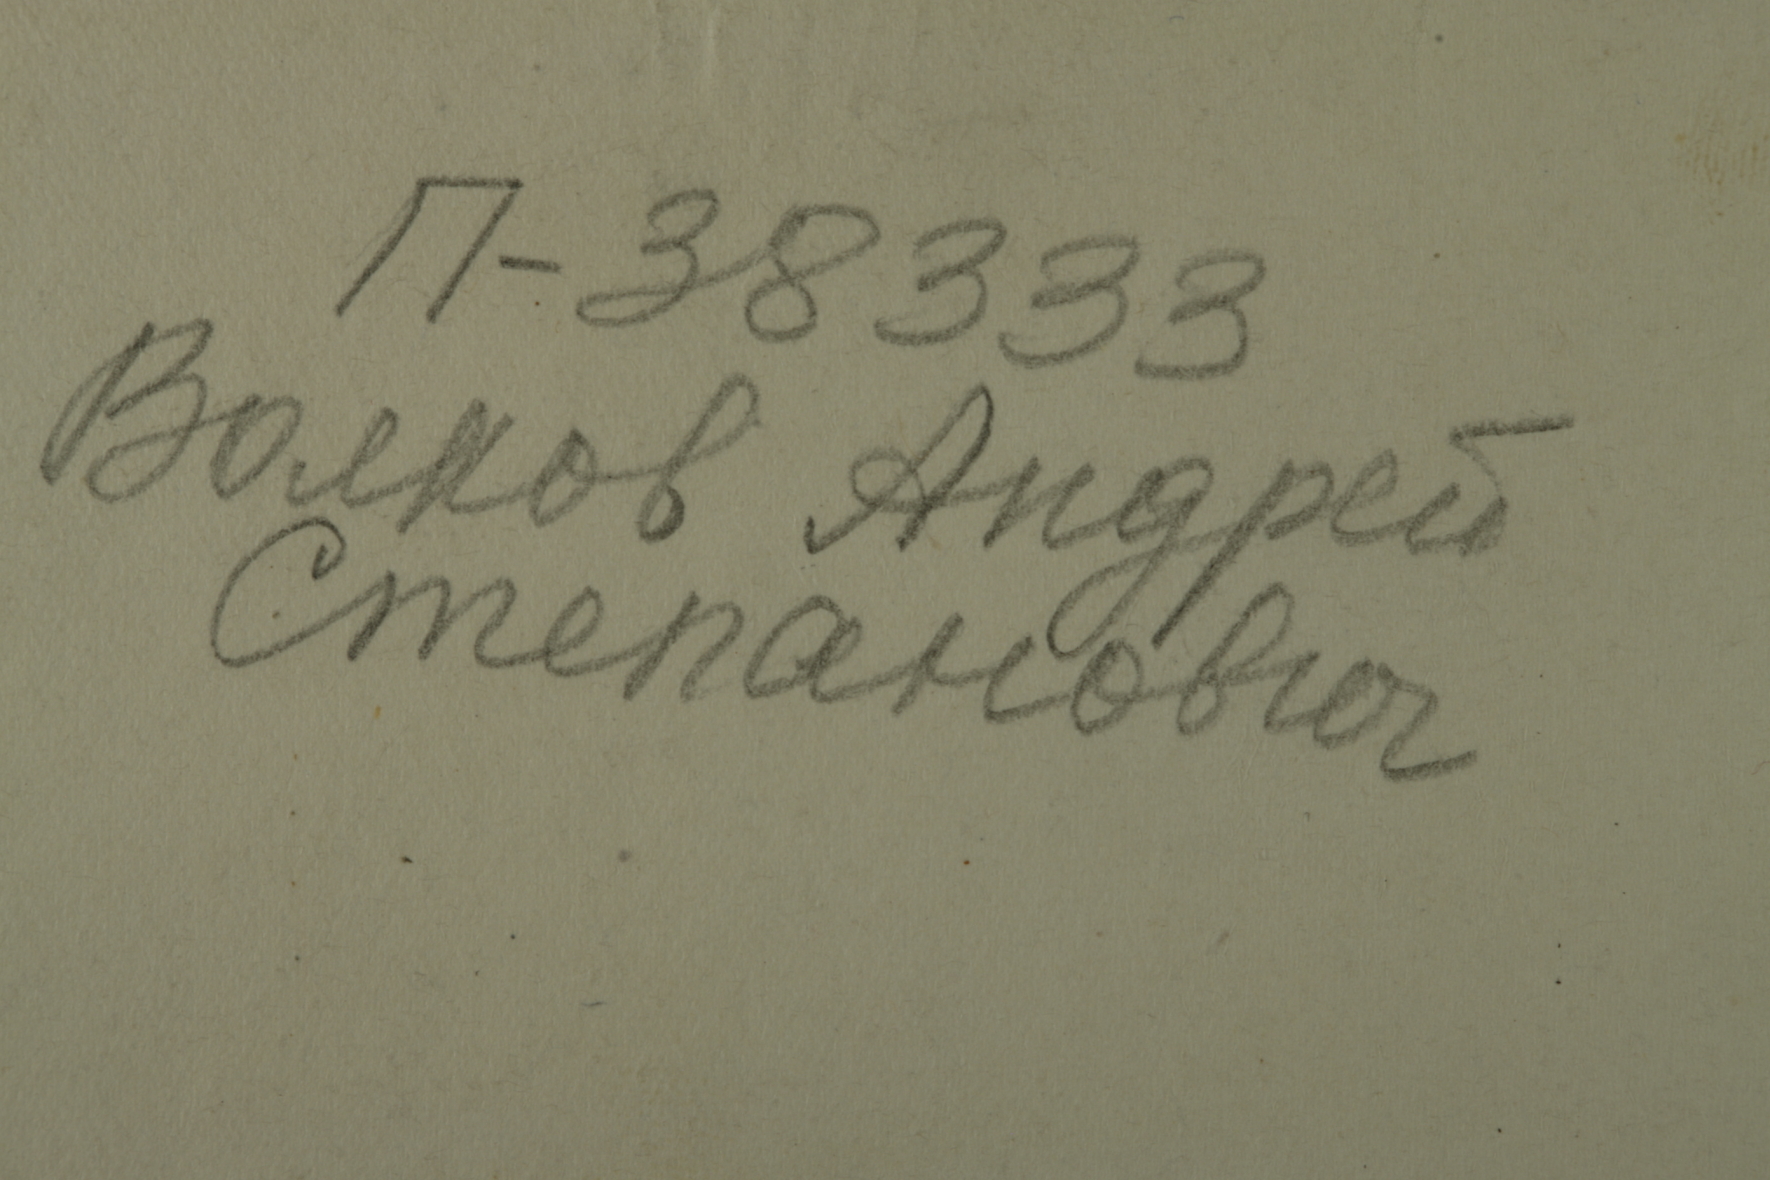 П-38333
Волков Андрей
Степанович